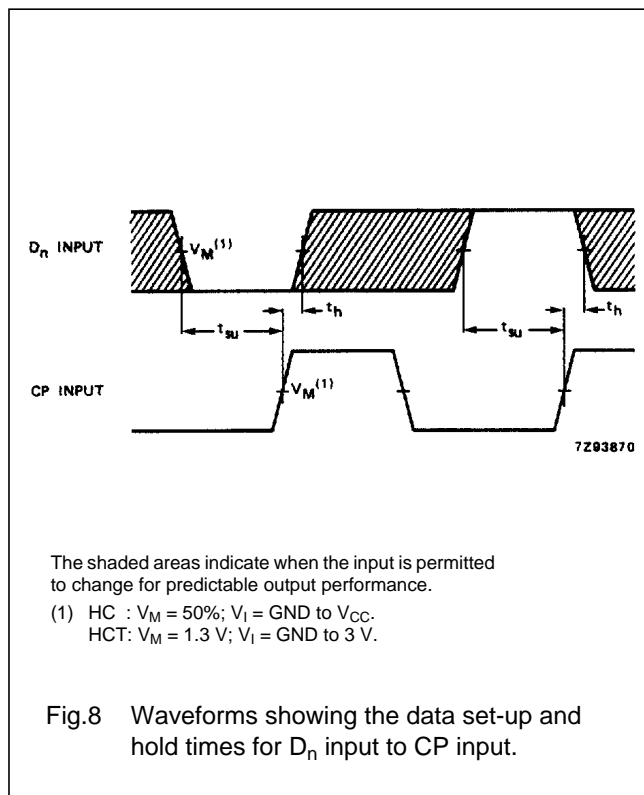 Dn INPUT
VM(1)
th
tsu
tsu
th
CP INPUT
VM(1)
7Z93870
The shaded areas indicate when the input is permitted
to change for predictable output performance.
(1) HC : VM = 50%; VI = GND to VCC.
HCT: VM = 1.3 V; VI = GND to 3 V.
Fig.8 Waveforms showing the data set-up and
hold times for Dn input to CP input.